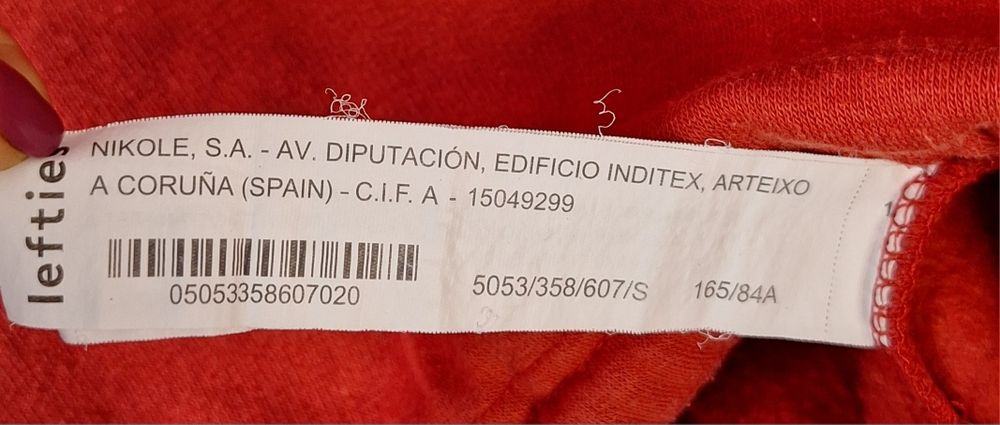 lefties
NIKOLE, S.A. - AV. DIPUTACIÓN, EDIFICIO INDITEX, ARTEIXO
A CORUÑA (SPAIN) - C.I.F. A - 15049299
05053358607020
5053/358/607/S 165/84A